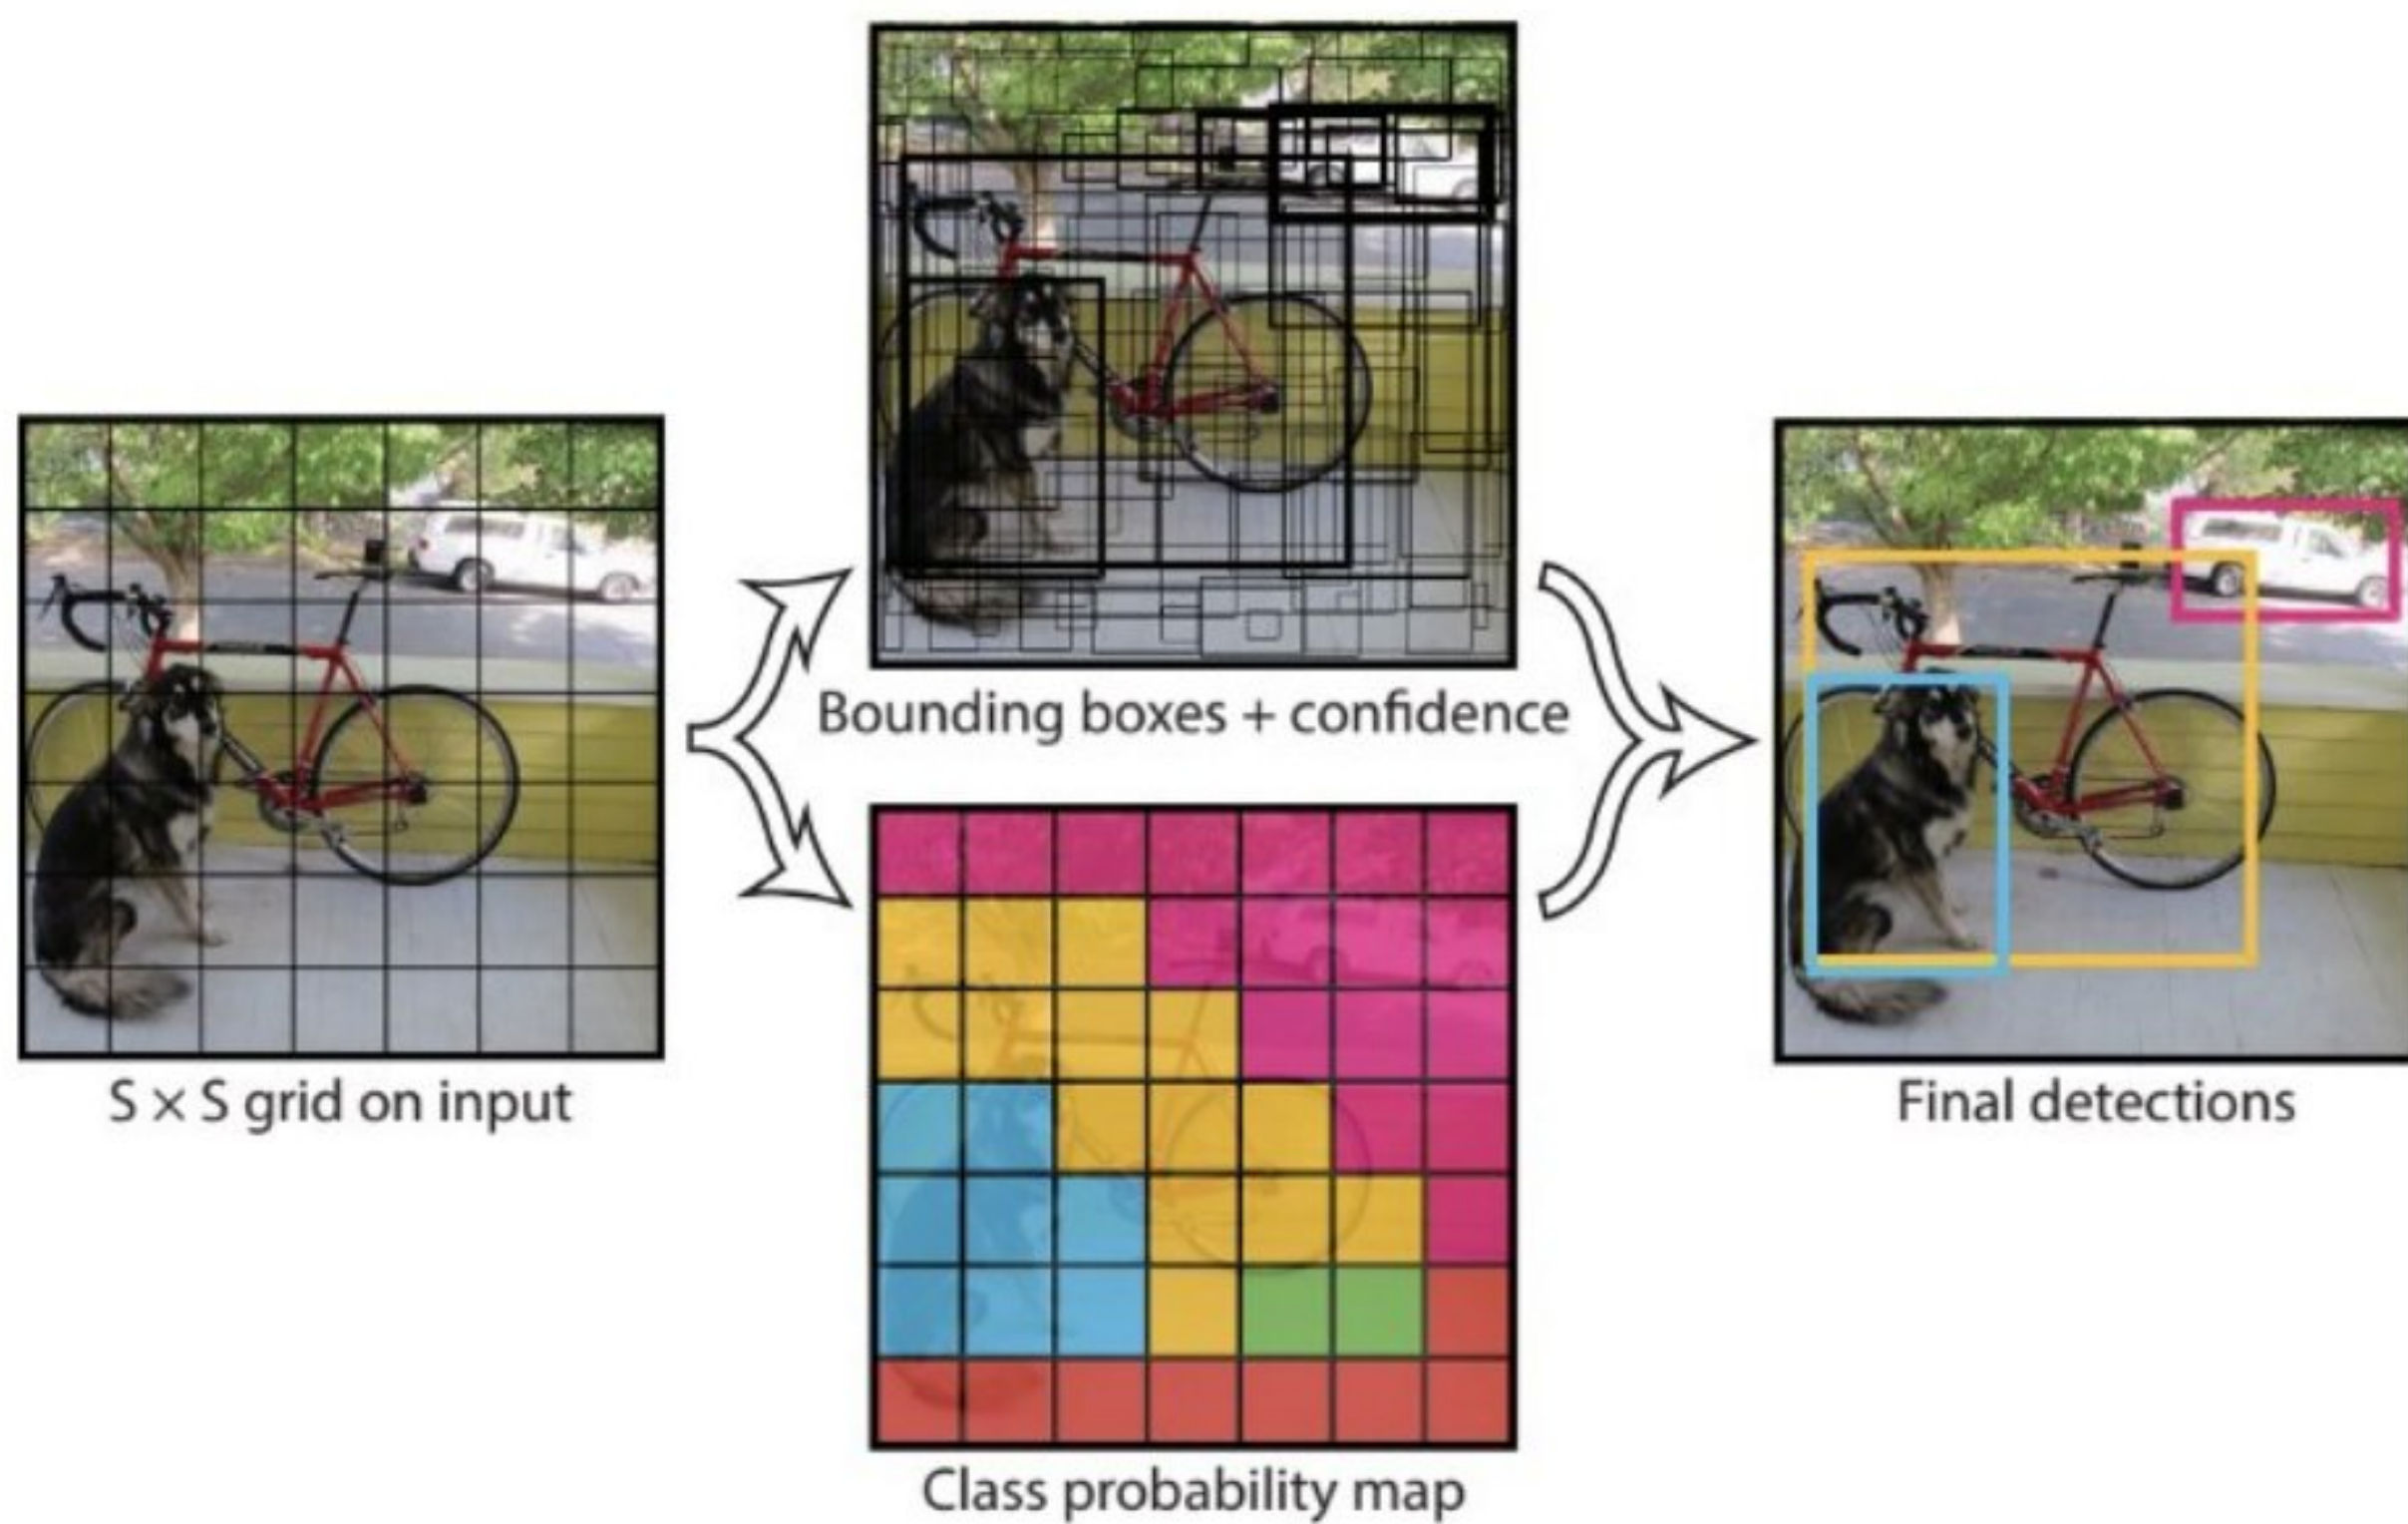 Bounding boxes + confidence
S × S grid on input
Final detections
Class probability map